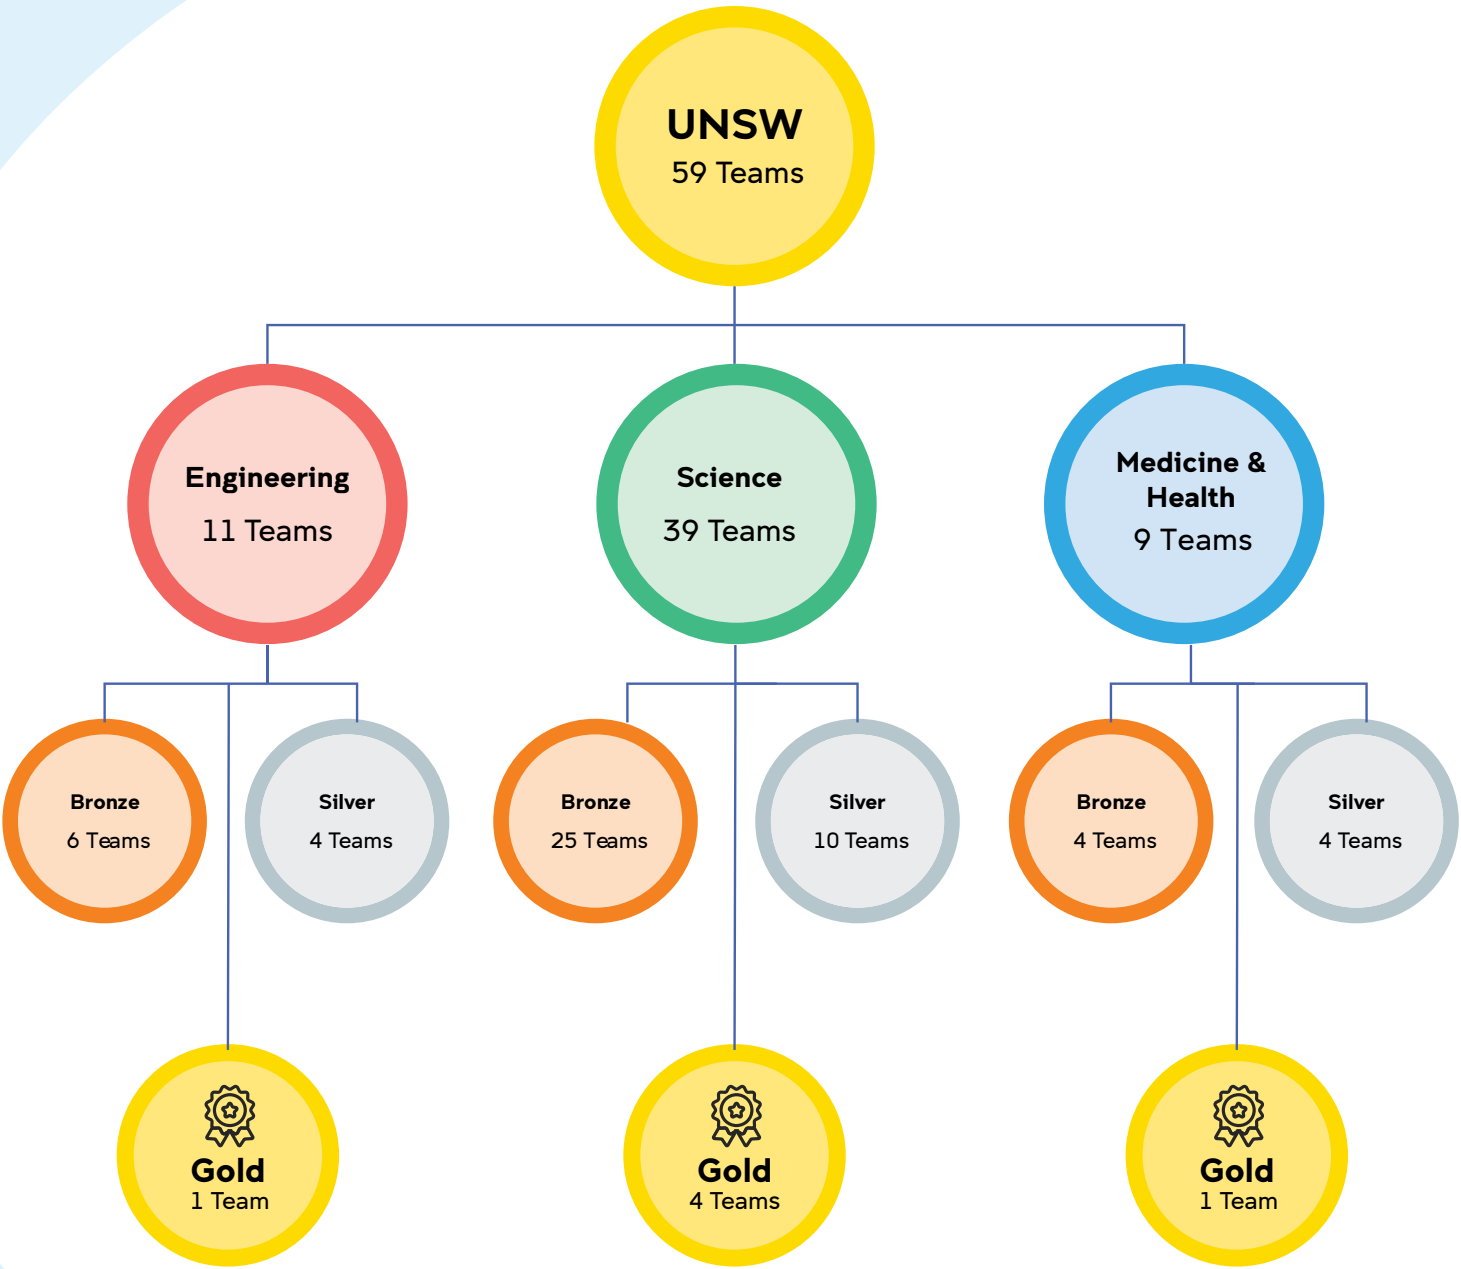 UNSW
59 Teams
Engineering
11 Teams
Science
39 Teams
Medicine &
Health
9 Teams
Bronze
6 Teams
Silver
4 Teams
Bronze
25 Teams
Silver
10 Teams
Bronze
4 Teams
Silver
4 Teams
Gold
1 Team
Gold
4 Teams
Gold
1 Team